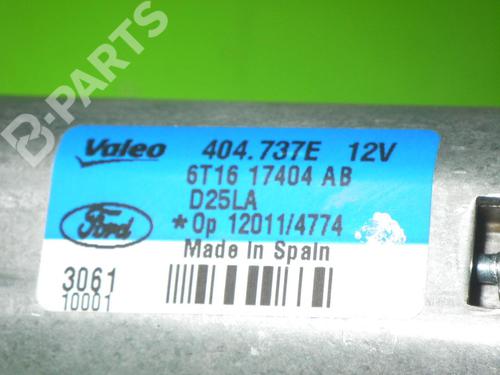 B-PARTS
Valeo 404.737E 12V
6T16 17404 AB
D25LA
Ford *Op 12011/4774
Made In Spain
3061
10001